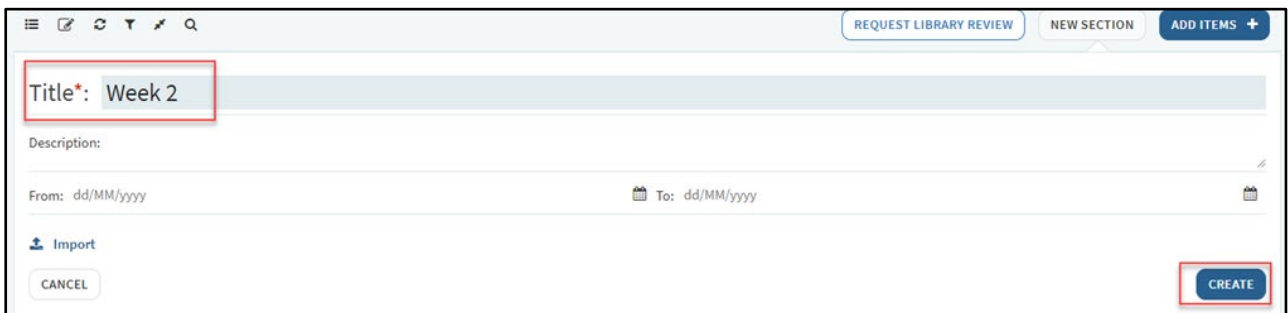 REQUEST LIBRARY REVIEW NEW SECTION ADD ITEMS +
Title*: Week 2
Description:
From: dd/MM/yyyy To: dd/MM/yyyy
Import
CANCEL CREATE